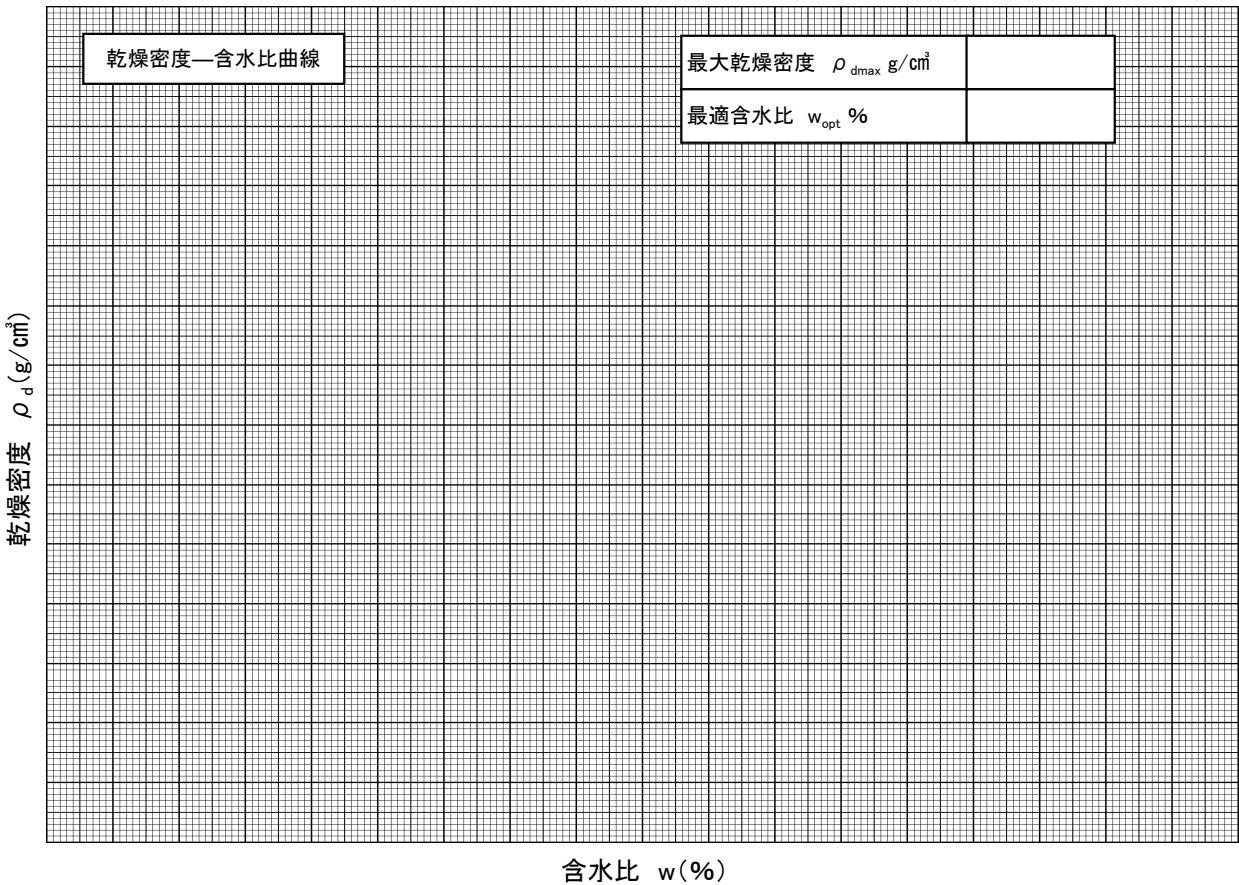 乾燥密度―含水比曲線
最大乾燥密度 ρdmax g/c㎥
最適含水比 wopt %
乾燥密度 ρd(g/c㎥)
含水比 w(%)